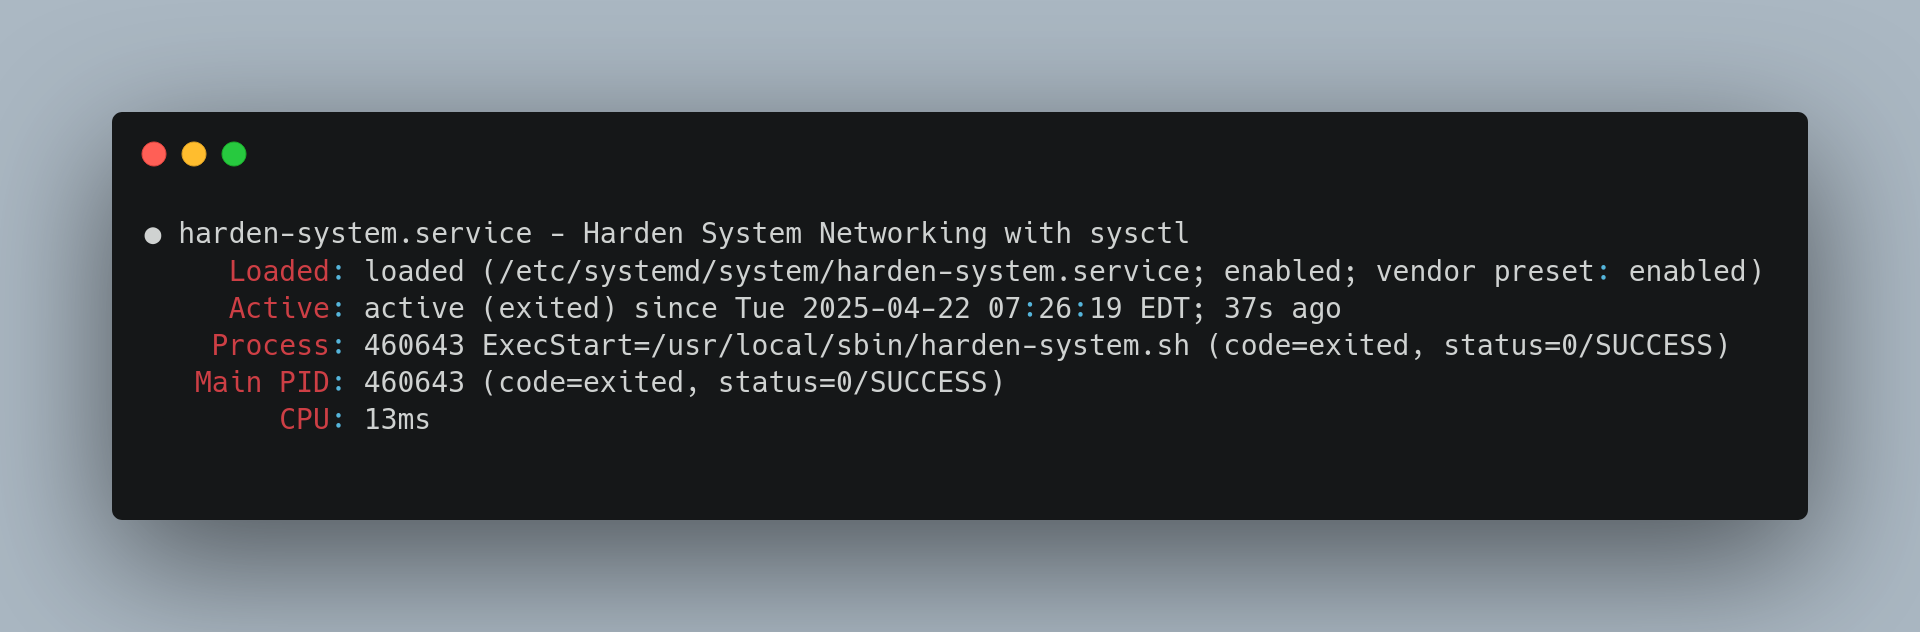 ● harden-system.service - Harden System Networking with sysctl
Loaded: loaded (/etc/systemd/system/harden-system.service; enabled; vendor preset: enabled)
Active: active (exited) since Tue 2025-04-22 07:26:19 EDT; 37s ago
Process: 460643 ExecStart=/usr/local/sbin/harden-system.sh (code=exited, status=0/SUCCESS)
Main PID: 460643 (code=exited, status=0/SUCCESS)
CPU: 13ms